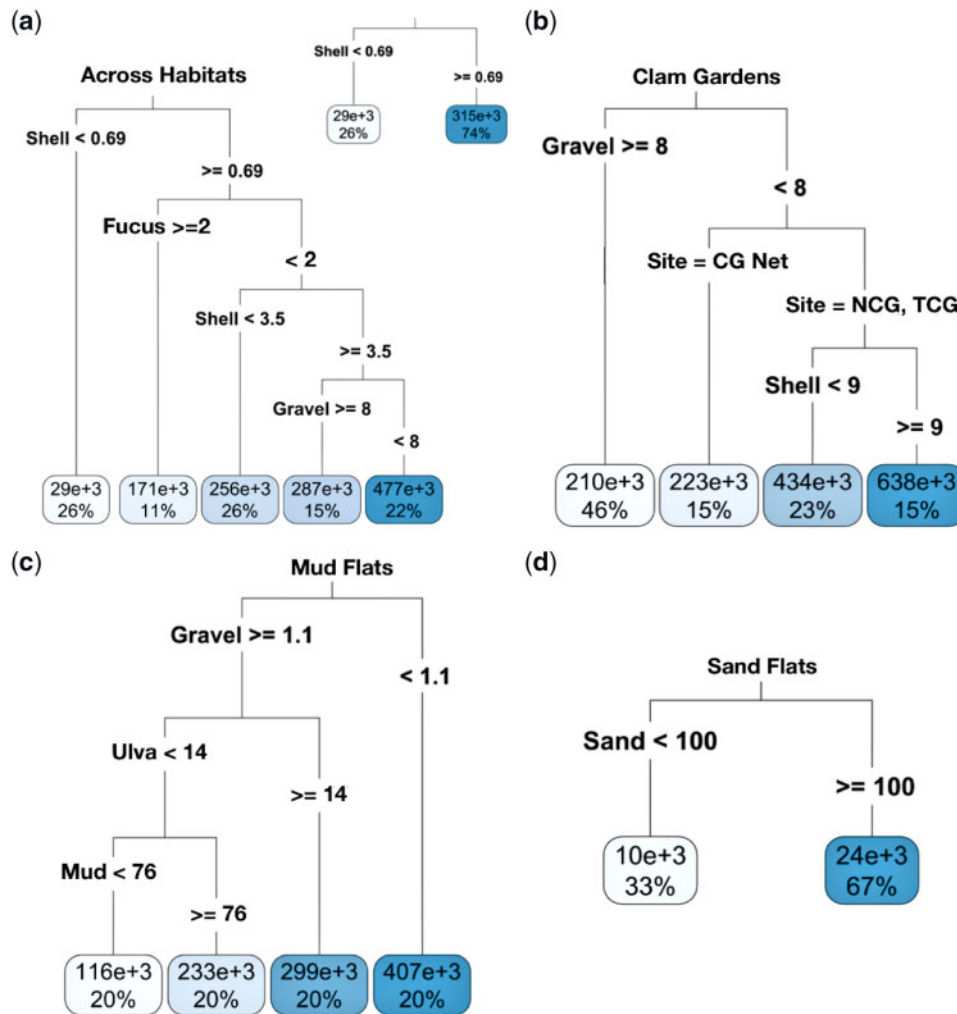 (a)
Across Habitats
Shell < 0.69
>= 0.69
Fucus >=2
< 2
Shell < 3.5
>= 3.5
Gravel >= 8
< 8
29e+3
26%
171e+3
11%
256e+3
26%
287e+3
15%
477e+3
22%
Shell < 0.69
>= 0.69
29e+3
26%
315e+3
74%
(b)
Clam Gardens
Gravel >= 8
< 8
Site = CG Net
Site = NCG, TCG
Shell < 9
>= 9
210e+3
46%
223e+3
15%
434e+3
23%
638e+3
15%
(c)
Mud Flats
Gravel >= 1.1
< 1.1
Ulva < 14
>= 14
Mud < 76
>= 76
116e+3
20%
233e+3
20%
299e+3
20%
407e+3
20%
(d)
Sand Flats
Sand < 100
>= 100
10e+3
33%
24e+3
67%